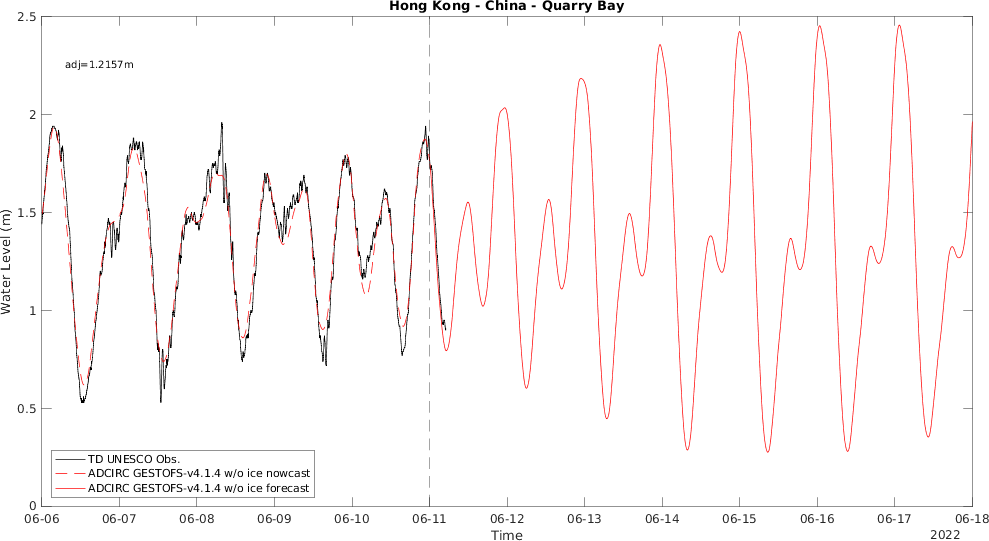 Hong Kong - China - Quarry Bay
2.5
adj=1.2157m
2
1.5
Water Level (m)
1
0.5
TD UNESCO Obs.
ADCIRC GESTOFS-v4.1.4 w/o ice nowcast
ADCIRC GESTOFS-v4.1.4 w/o ice forecast
0
06-06 06-07 06-08 06-09 06-10 06-11 06-12 06-13 06-14 06-15 06-16 06-17 06-18
Time
2022